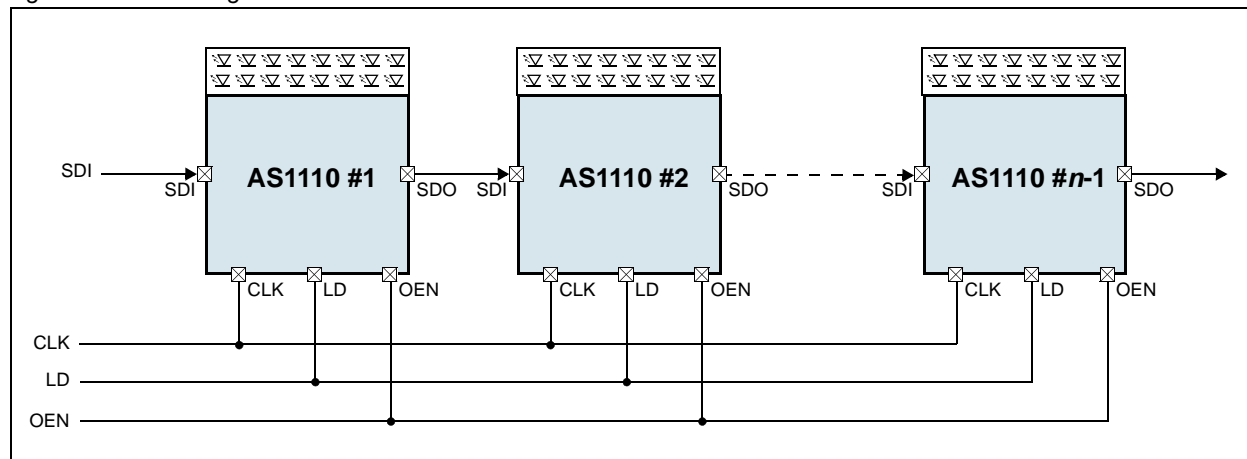 SDI
SDI
AS1110 #1
SDO
SDI
AS1110 #2
SDO
SDI
AS1110 #n-1
SDO
CLK
LD
OEN
CLK
LD
OEN
CLK
LD
OEN
CLK
LD
OEN